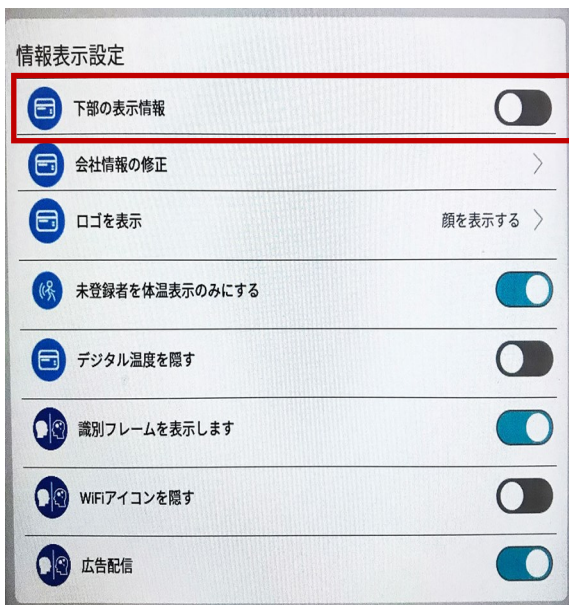 情報表示設定
下部の表示情報
会社情報の修正
ロゴを表示 顔を表示する
未登録者を体温表示のみにする
デジタル温度を隠す
識別フレームを表示します
WiFiアイコンを隠す
広告配信